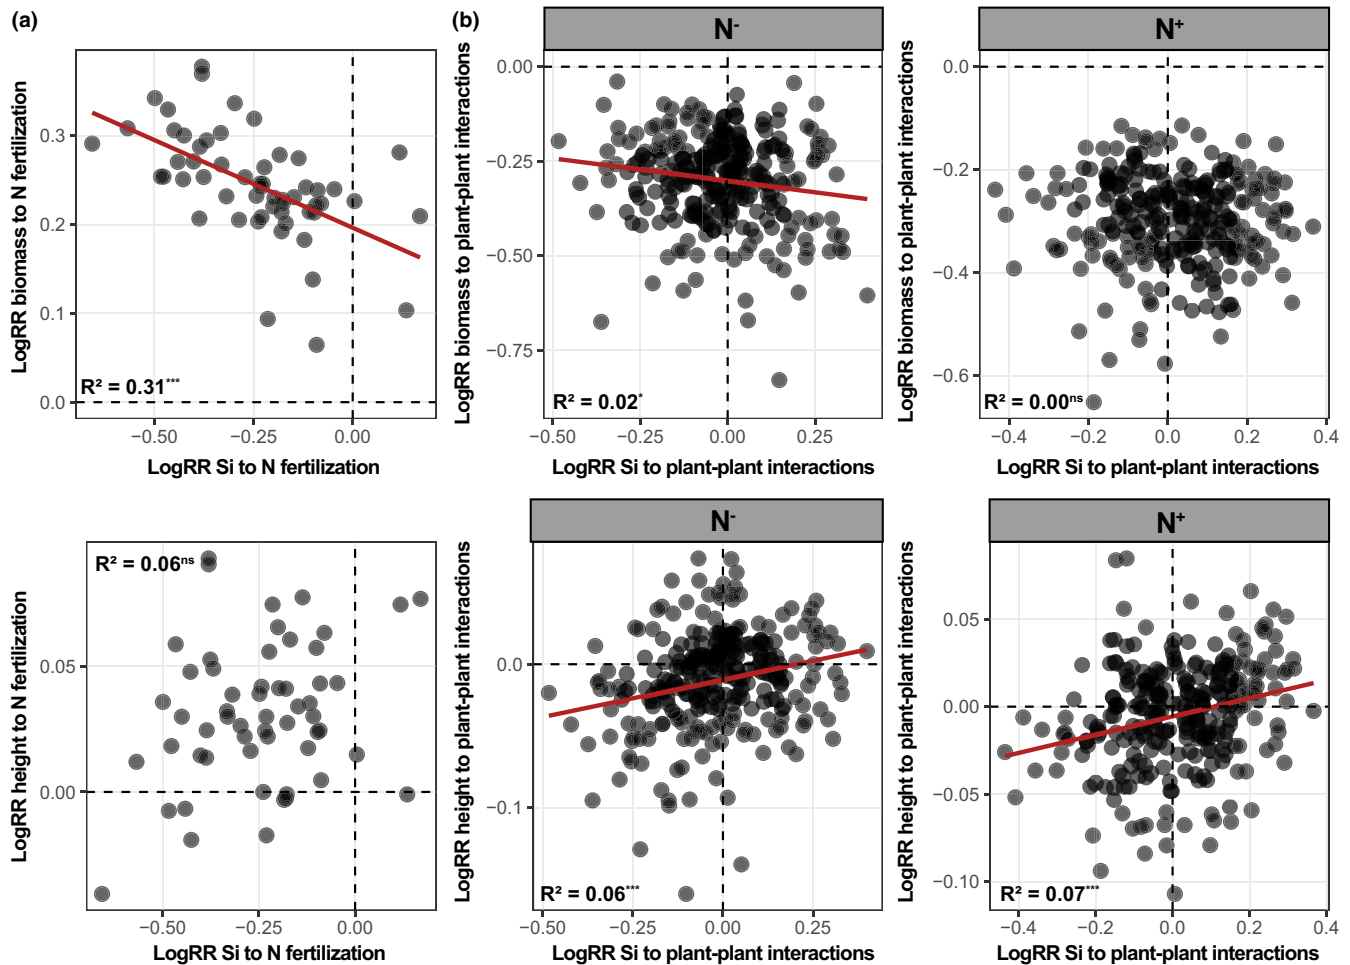 (a)
LogRR biomass to N fertilization
0.3
0.2
0.1
0.0
R² = 0.31***
−0.50
−0.25
0.00
LogRR Si to N fertilization
(b)
N-
LogRR biomass to plant-plant interactions
0.00
−0.25
−0.50
−0.75
R² = 0.02*
−0.50
−0.25
0.00
0.25
LogRR Si to plant-plant interactions
N+
LogRR biomass to plant-plant interactions
0.0
−0.2
−0.4
−0.6
R² = 0.00ns
−0.4
−0.2
0.0
0.2
0.4
LogRR Si to plant-plant interactions
LogRR height to N fertilization
R² = 0.06ns
0.05
0.00
−0.50
−0.25
0.00
LogRR Si to N fertilization
N-
LogRR height to plant-plant interactions
0.0
−0.1
R² = 0.06***
−0.50
−0.25
0.00
0.25
LogRR Si to plant-plant interactions
N+
LogRR height to plant-plant interactions
0.05
0.00
−0.05
−0.10
R² = 0.07***
−0.4
−0.2
0.0
0.2
0.4
LogRR Si to plant-plant interactions